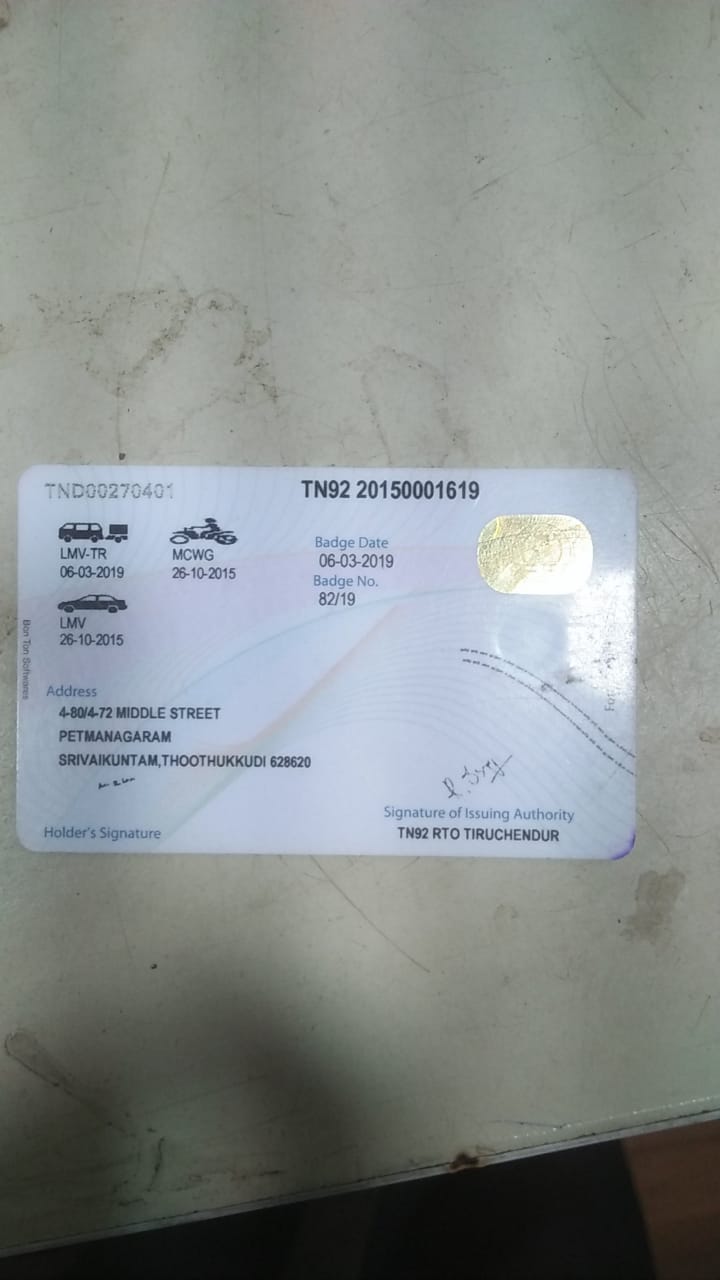 TND00270401
TN92 20150001619
LMV-TR
06-03-2019
MCWG
26-10-2015
Badge Date
06-03-2019
Badge No.
82/19
LMV
26-10-2015
Bon Ton Softwares
Address
4-80/4-72 MIDDLE STREET
PETMANAGARAM
SRIVAIKUNTAM,THOOTHUKKUDI 628620
Holder's Signature
Signature of Issuing Authority
TN92 RTO TIRUCHENDUR